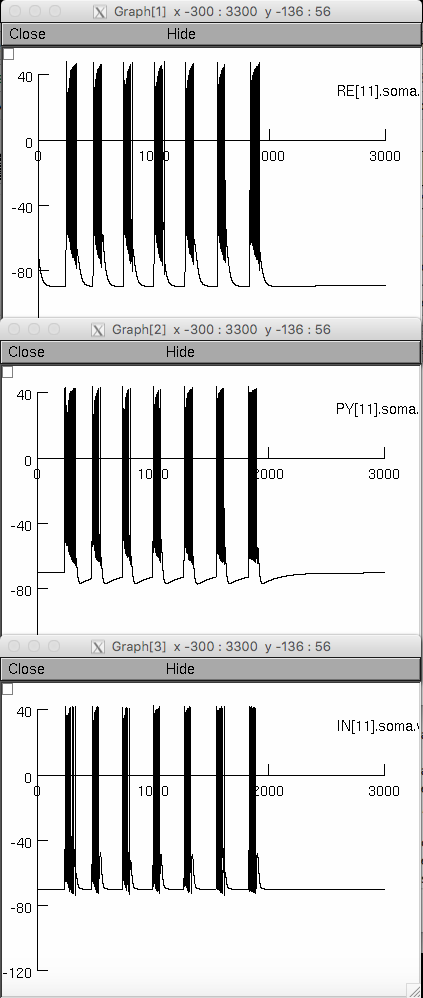 Graph[1] x -300 : 3300 y -136 : 56
Close Hide
40
RE[11].soma.
0 1000 2000 3000
-40
-80
Graph[2] x -300 : 3300 y -136 : 56
Close Hide
40
PY[11].soma.
0 1000 2000 3000
-40
-80
Graph[3] x -300 : 3300 y -136 : 56
Close Hide
40
IN[11].soma.v
0
0 1000 2000 3000
-40
-80
-120